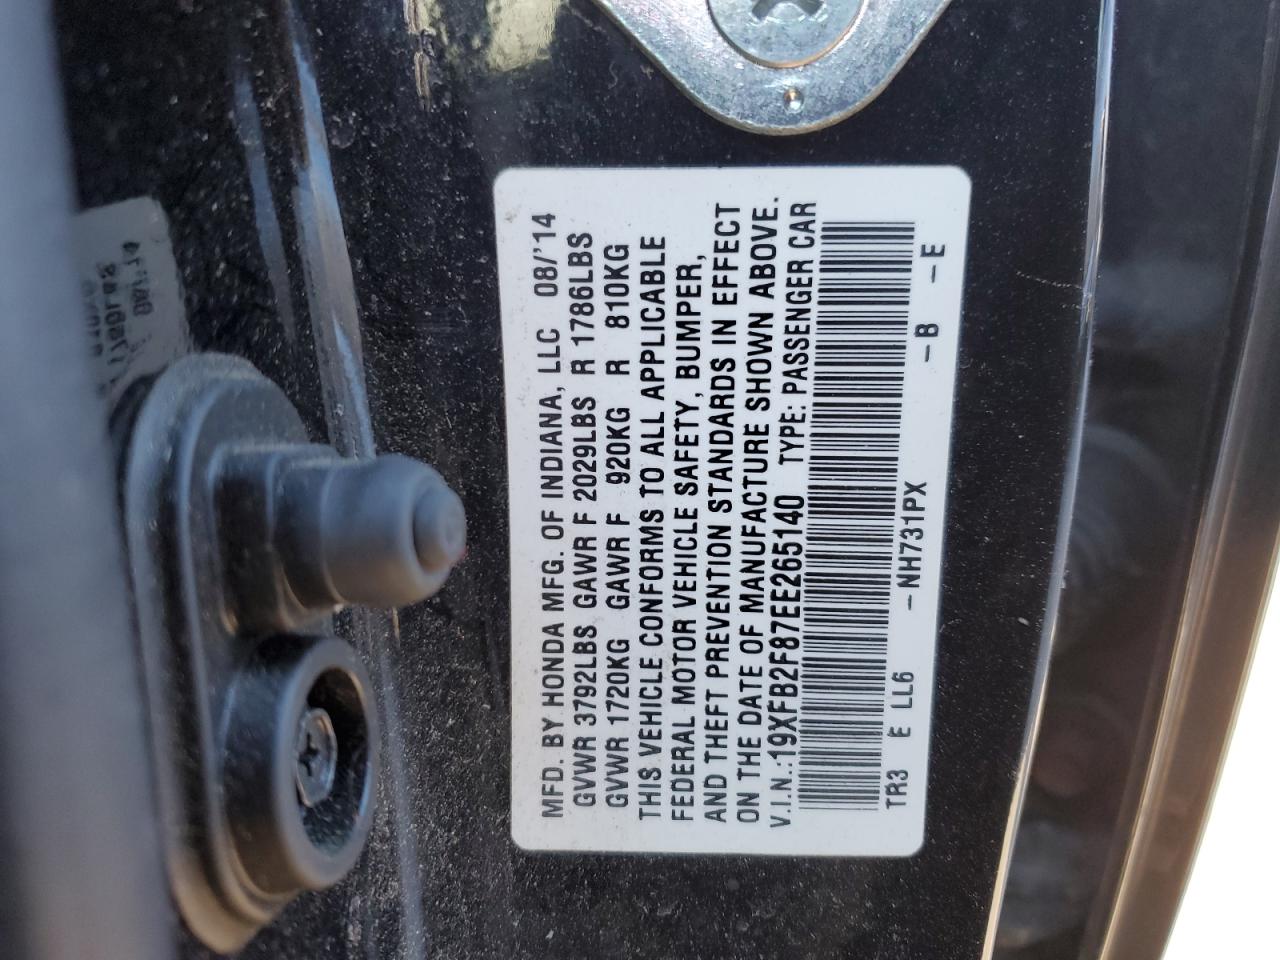 MFD. BY HONDA MFG. OF INDIANA, LLC 08/'14
GVWR 3792LBS GAWR F 2029LBS R 1786LBS
GVWR 1720KG GAWR F 920KG R 810KG
THIS VEHICLE CONFORMS TO ALL APPLICABLE
FEDERAL MOTOR VEHICLE SAFETY, BUMPER,
AND THEFT PREVENTION STANDARDS IN EFFECT
ON THE DATE OF MANUFACTURE SHOWN ABOVE.
V.I.N.:19XFB2F87EE265140 TYPE: PASSENGER CAR
TR3 E LL6 -NH731PX -B -E